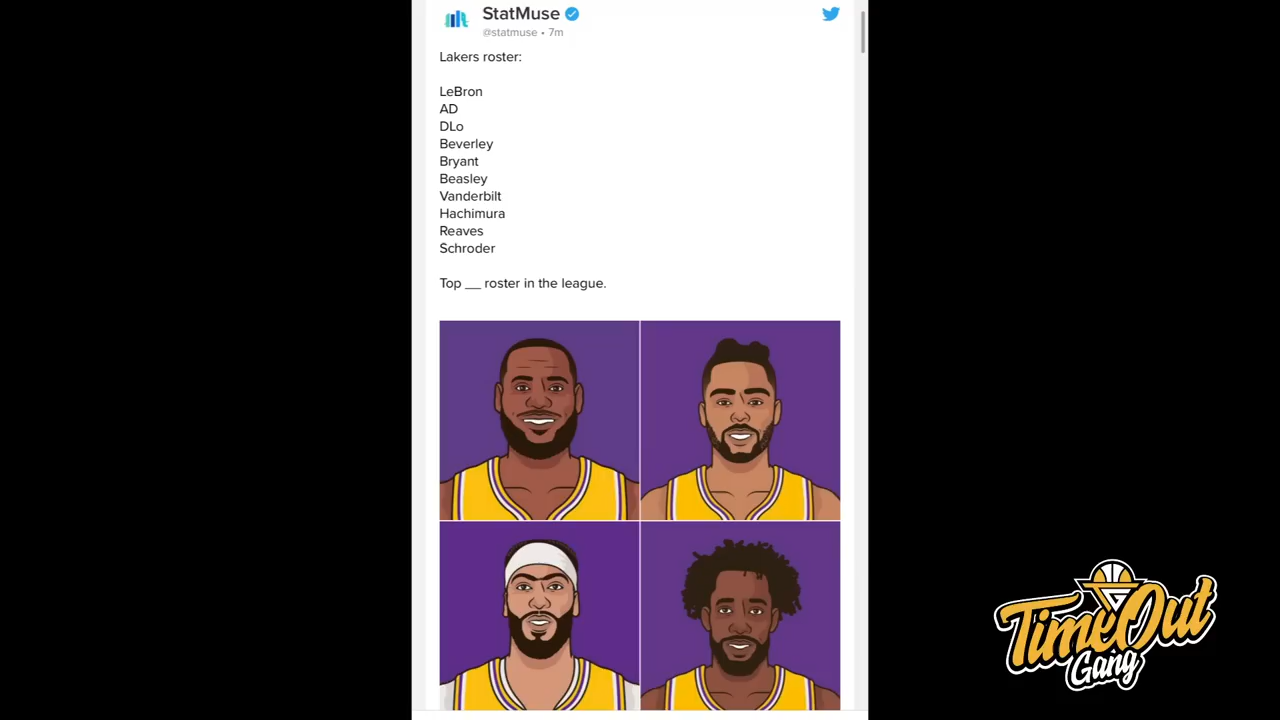 StatMuse
@statmuse • 7m
Lakers roster:
LeBron
AD
DLo
Beverley
Bryant
Beasley
Vanderbilt
Hachimura
Reaves
Schroder
Top __ roster in the league.
TimeOut
Gang